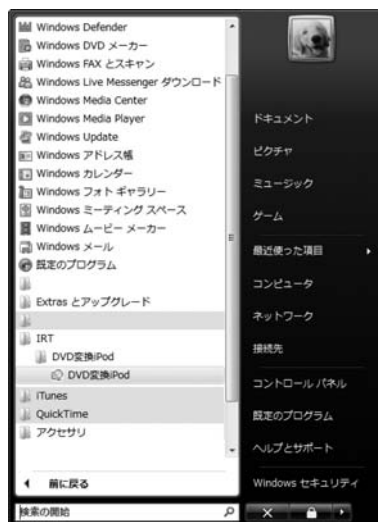 Windows Defender
Windows DVD メーカー
Windows FAX とスキャン
Windows Live Messenger ダウンロード
Windows Media Center
Windows Media Player
Windows Update
Windows アドレス帳
Windows カレンダー
Windows フォト ギャラリー
Windows ミーティング スペース
Windows ムービー メーカー
Windows メール
既定のプログラム
Extras とアップグレード
IRT
DVD変換iPod
DVD変換iPod
iTunes
QuickTime
アクセサリ
前に戻る
検索の開始
ドキュメント
ピクチャ
ミュージック
ゲーム
最近使った項目
コンピュータ
ネットワーク
接続先
コントロール パネル
既定のプログラム
ヘルプとサポート
Windows セキュリティ